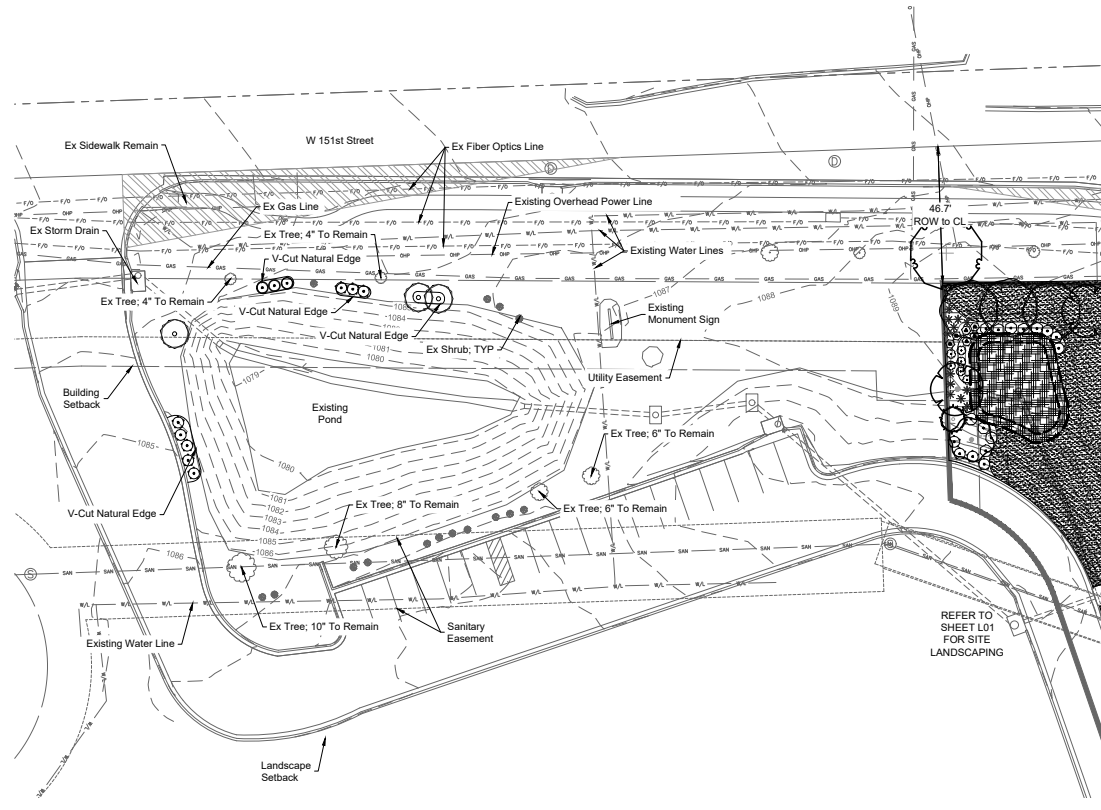 W 151st Street
Ex Sidewalk Remain
Ex Fiber Optics Line
Ex Gas Line
Existing Overhead Power Line
46.7'
ROW to CL
Ex Storm Drain
Ex Tree; 4" To Remain
V-Cut Natural Edge
Existing Water Lines
Ex Tree; 4" To Remain
V-Cut Natural Edge
V-Cut Natural Edge
Ex Shrub; TYP
Existing
Monument Sign
1087
1088
1089
1084
1081
1080
1079
Utility Easement
Building
Setback
Existing
Pond
1085
1080
Ex Tree; 6" To Remain
V-Cut Natural Edge
1081
1082
1083
1084
1085
1086
Ex Tree; 8" To Remain
Ex Tree; 6" To Remain
1086
Existing Water Line
Ex Tree; 10" To Remain
Sanitary
Easement
REFER TO
SHEET L01
FOR SITE
LANDSCAPING
Landscape
Setback
F/O
OHP
GAS
W/L
SAN
S
D
D